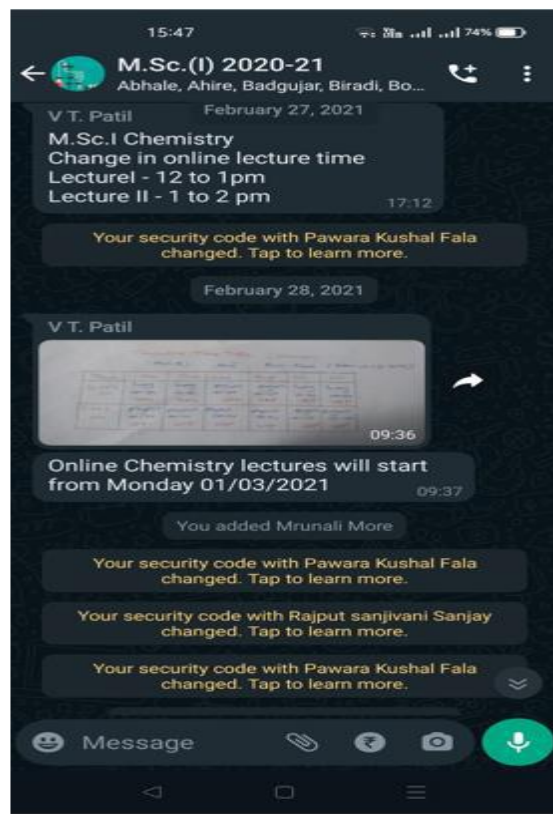 15:47
74%
M.Sc.(I) 2020-21
Abhale, Ahire, Badgujar, Biradi, Bo...
February 27, 2021
V T. Patil
M.Sc.I Chemistry
Change in online lecture time
LectureI - 12 to 1pm
Lecture II - 1 to 2 pm
17:12
Your security code with Pawara Kushal Fala
changed. Tap to learn more.
February 28, 2021
V T. Patil
09:36
Online Chemistry lectures will start
from Monday 01/03/2021
09:37
You added Mrunali More
Your security code with Pawara Kushal Fala
changed. Tap to learn more.
Your security code with Rajput sanjivani Sanjay
changed. Tap to learn more.
Your security code with Pawara Kushal Fala
changed. Tap to learn more.
Message